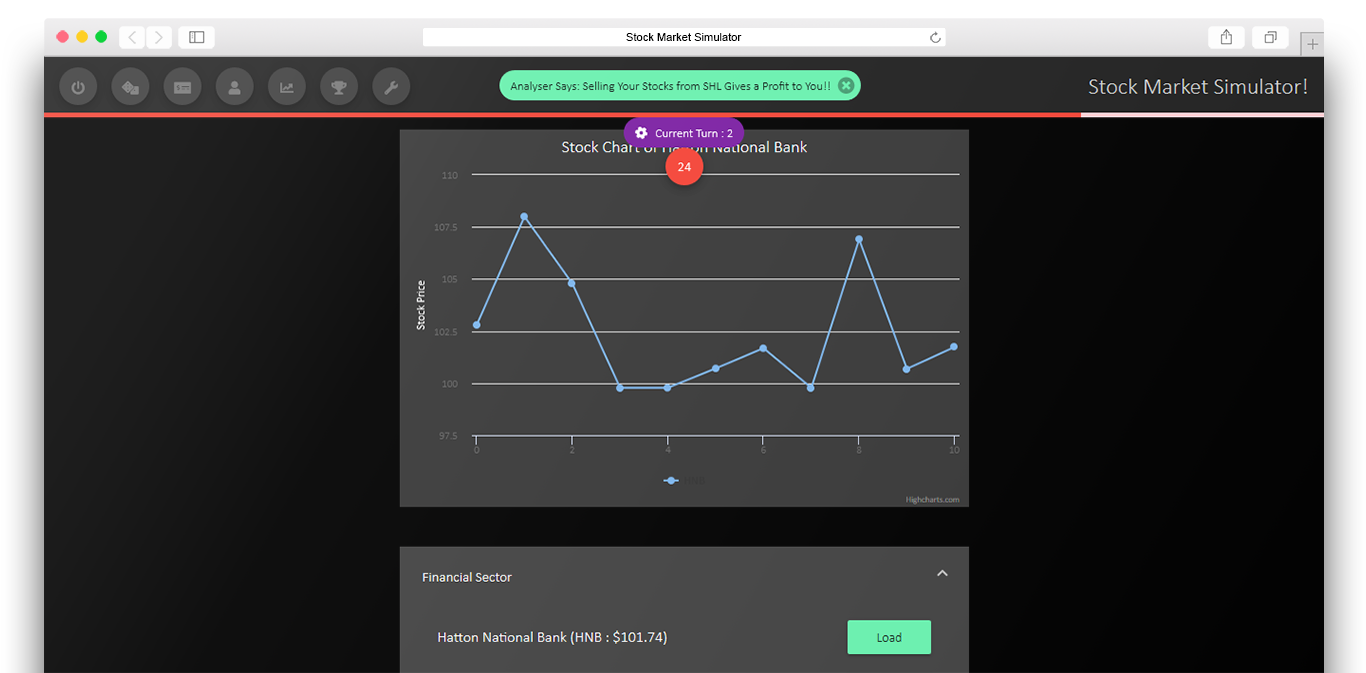 Stock Market Simulator
Analyser Says: Selling Your Stocks from SHL Gives a Profit to You!!
Stock Market Simulator!
Current Turn : 2
Stock Chart of Hatton National Bank
24
110
107.5
105
102.5
100
97.5
Stock Price
0 2 4 6 8 10
Highcharts.com
Financial Sector
Hatton National Bank (HNB : $101.74)
Load